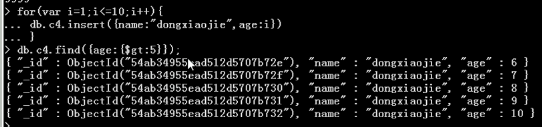 > for(var i=1;i<=10;i++){
... db.c4.insert({name:"dongxiaojie",age:i})
... }
> db.c4.find({age:{$gt:5}});
{ "_id" : ObjectId("54ab34955ead512d5707b72e"), "name" : "dongxiaojie", "age" : 6 }
{ "_id" : ObjectId("54ab34955ead512d5707b72f"), "name" : "dongxiaojie", "age" : 7 }
{ "_id" : ObjectId("54ab34955ead512d5707b730"), "name" : "dongxiaojie", "age" : 8 }
{ "_id" : ObjectId("54ab34955ead512d5707b731"), "name" : "dongxiaojie", "age" : 9 }
{ "_id" : ObjectId("54ab34955ead512d5707b732"), "name" : "dongxiaojie", "age" : 10 }